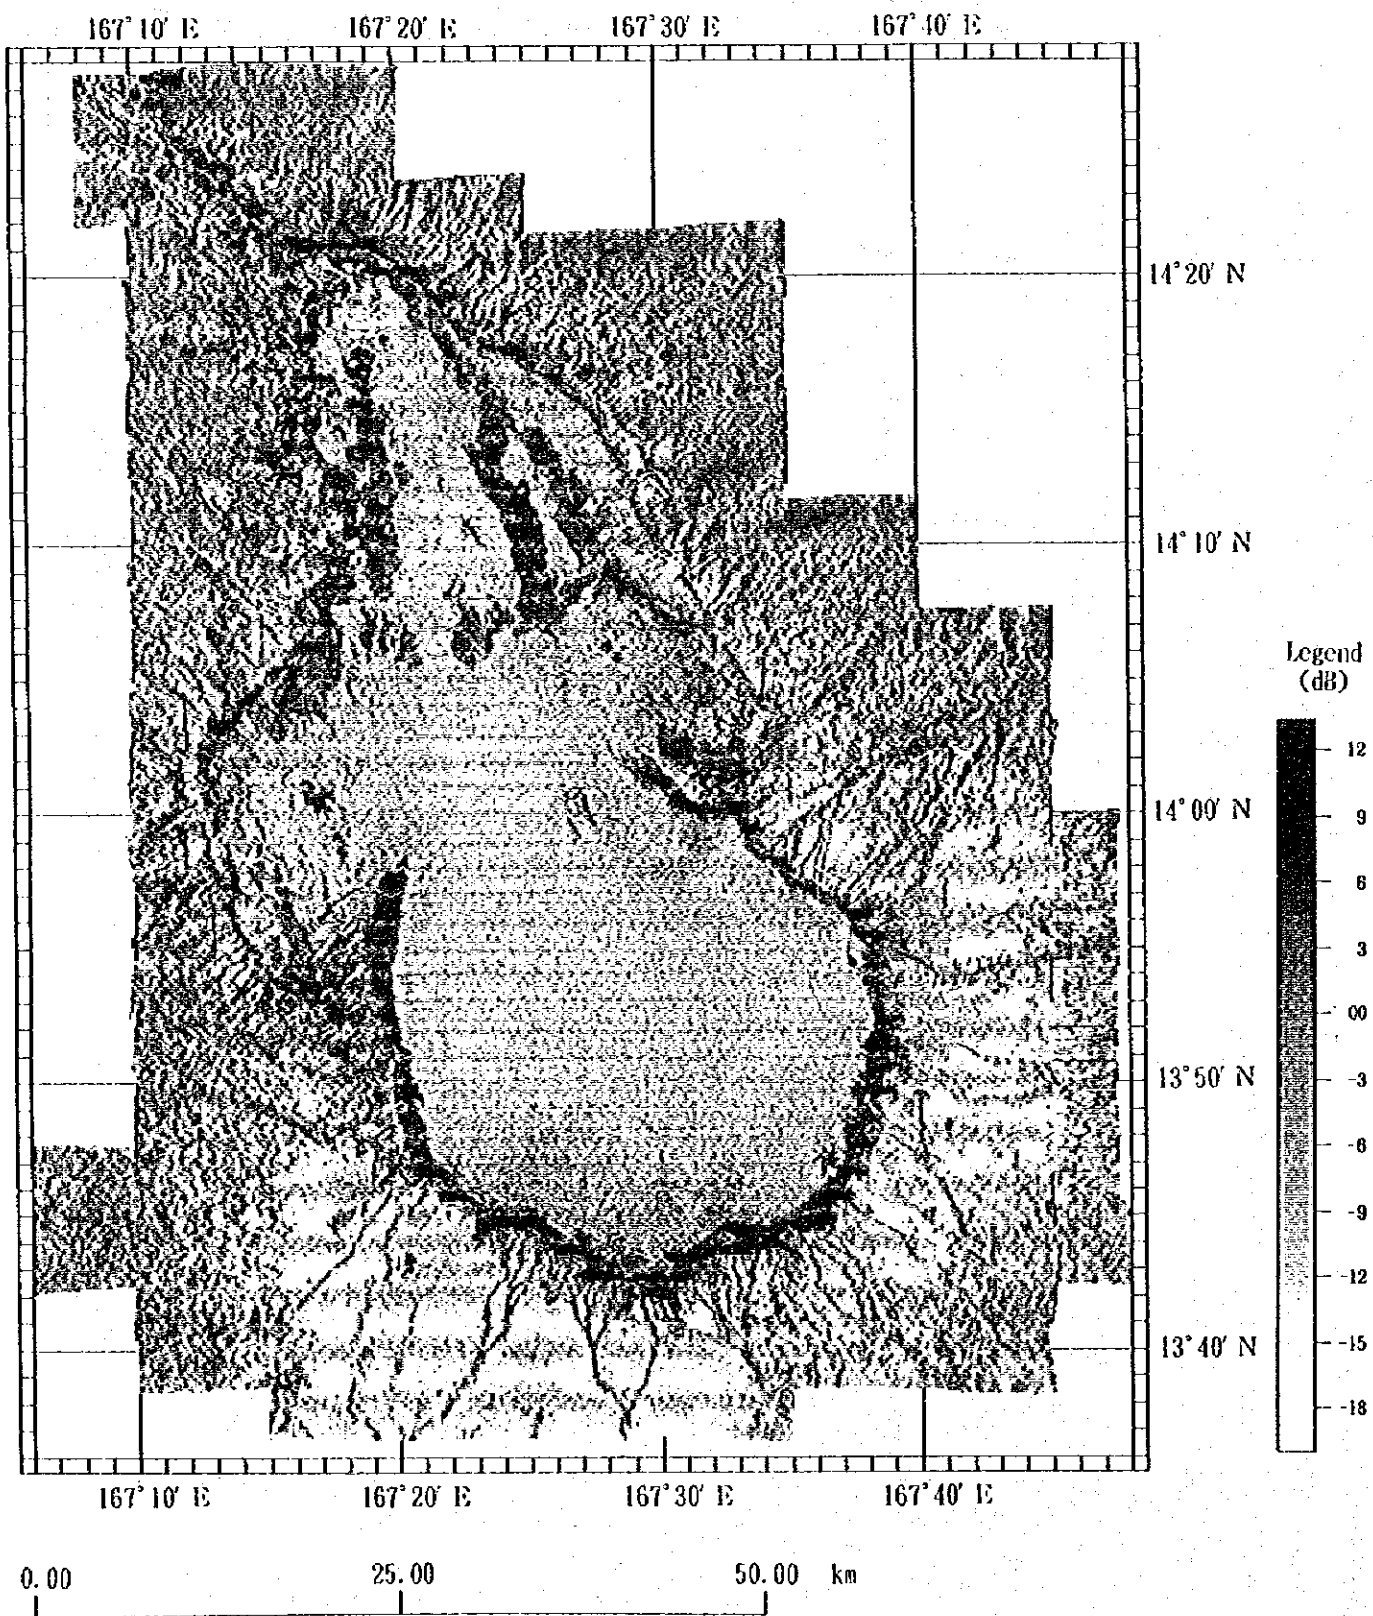 167°10′ E 167°20′ E 167°30′ E 167°40′ E
14°20′ N
14°10′ N
14°00′ N
13°50′ N
13°40′ N
Legend
(dB)
12
9
6
3
00
-3
-6
-9
-12
-15
-18
167°10′ E 167°20′ E 167°30′ E 167°40′ E
0.00 25.00 50.00 km